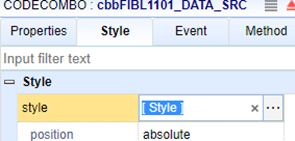 CODECOMBO : cbbFIBL1101_DATA_SRC
Properties Style Event Method
Input filter text
Style
style [ Style ] × ...
position absolute